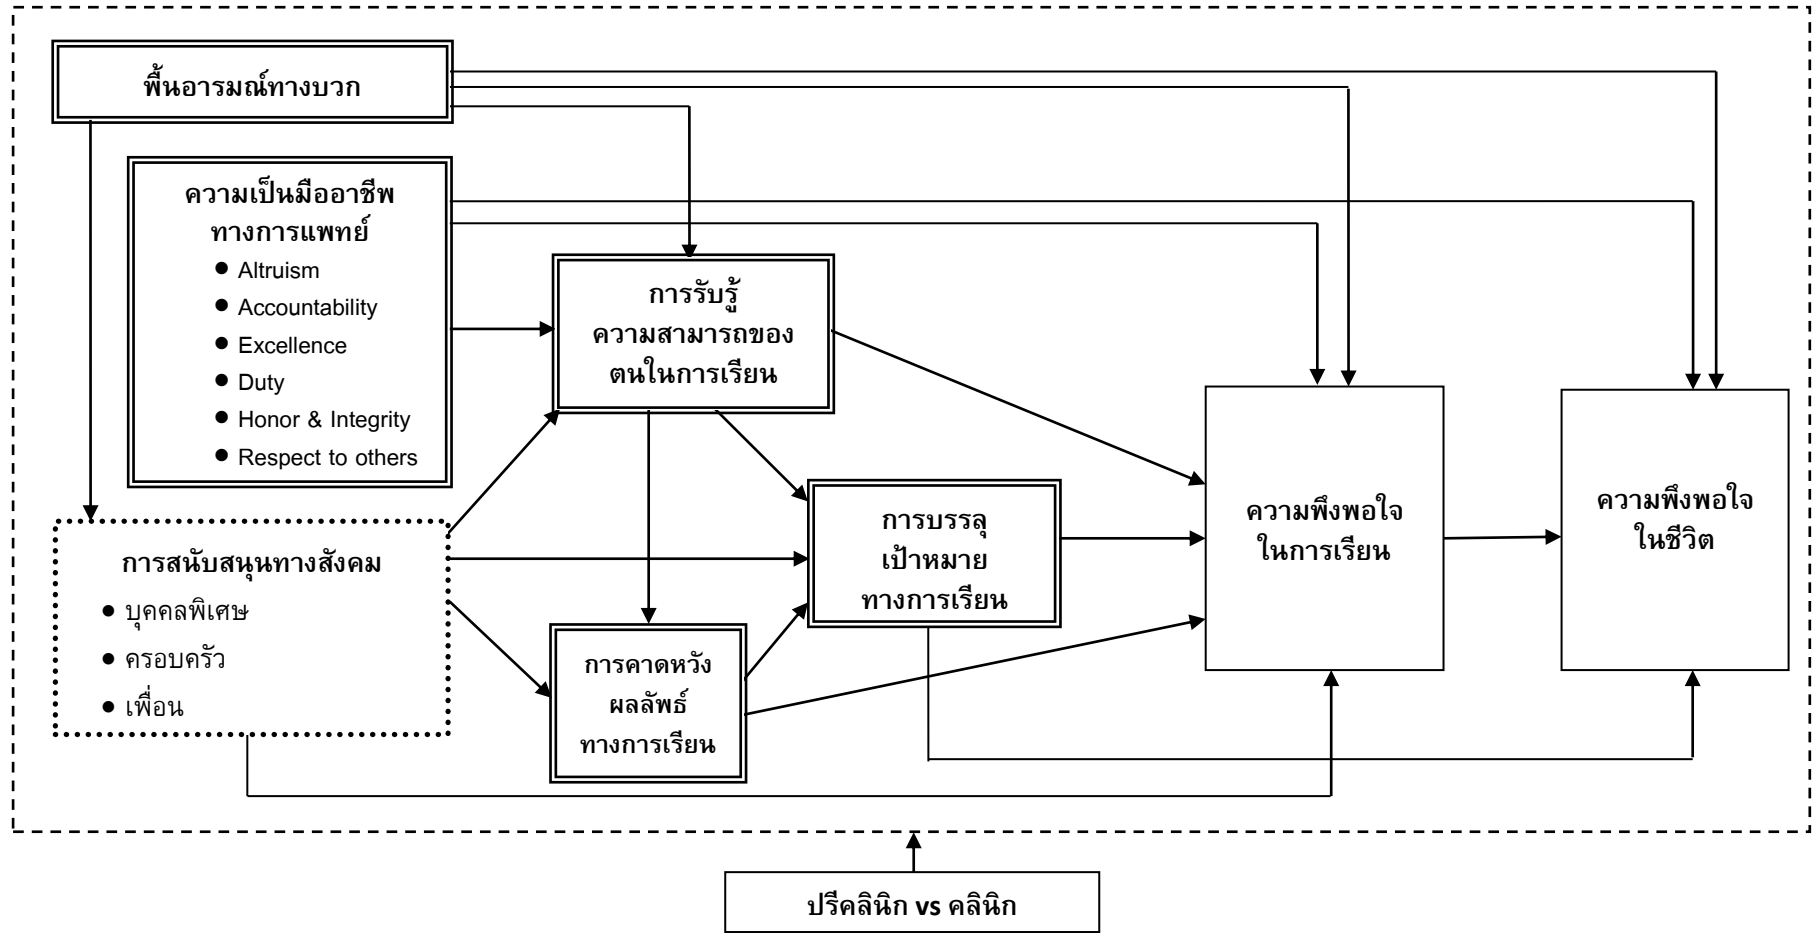 พื้นอารมณ์ทางบวก
ความเป็นมืออาชีพ
ทางการแพทย์
● Altruism
● Accountability
● Excellence
● Duty
● Honor & Integrity
● Respect to others
การสนับสนุนทางสังคม
● บุคคลพิเศษ
● ครอบครัว
● เพื่อน
การรับรู้
ความสามารถของ
ตนในการเรียน
การคาดหวัง
ผลลัพธ์
ทางการเรียน
การบรรลุ
เป้าหมาย
ทางการเรียน
ความพึงพอใจ
ในการเรียน
ความพึงพอใจ
ในชีวิต
ปรีคลินิก vs คลินิก